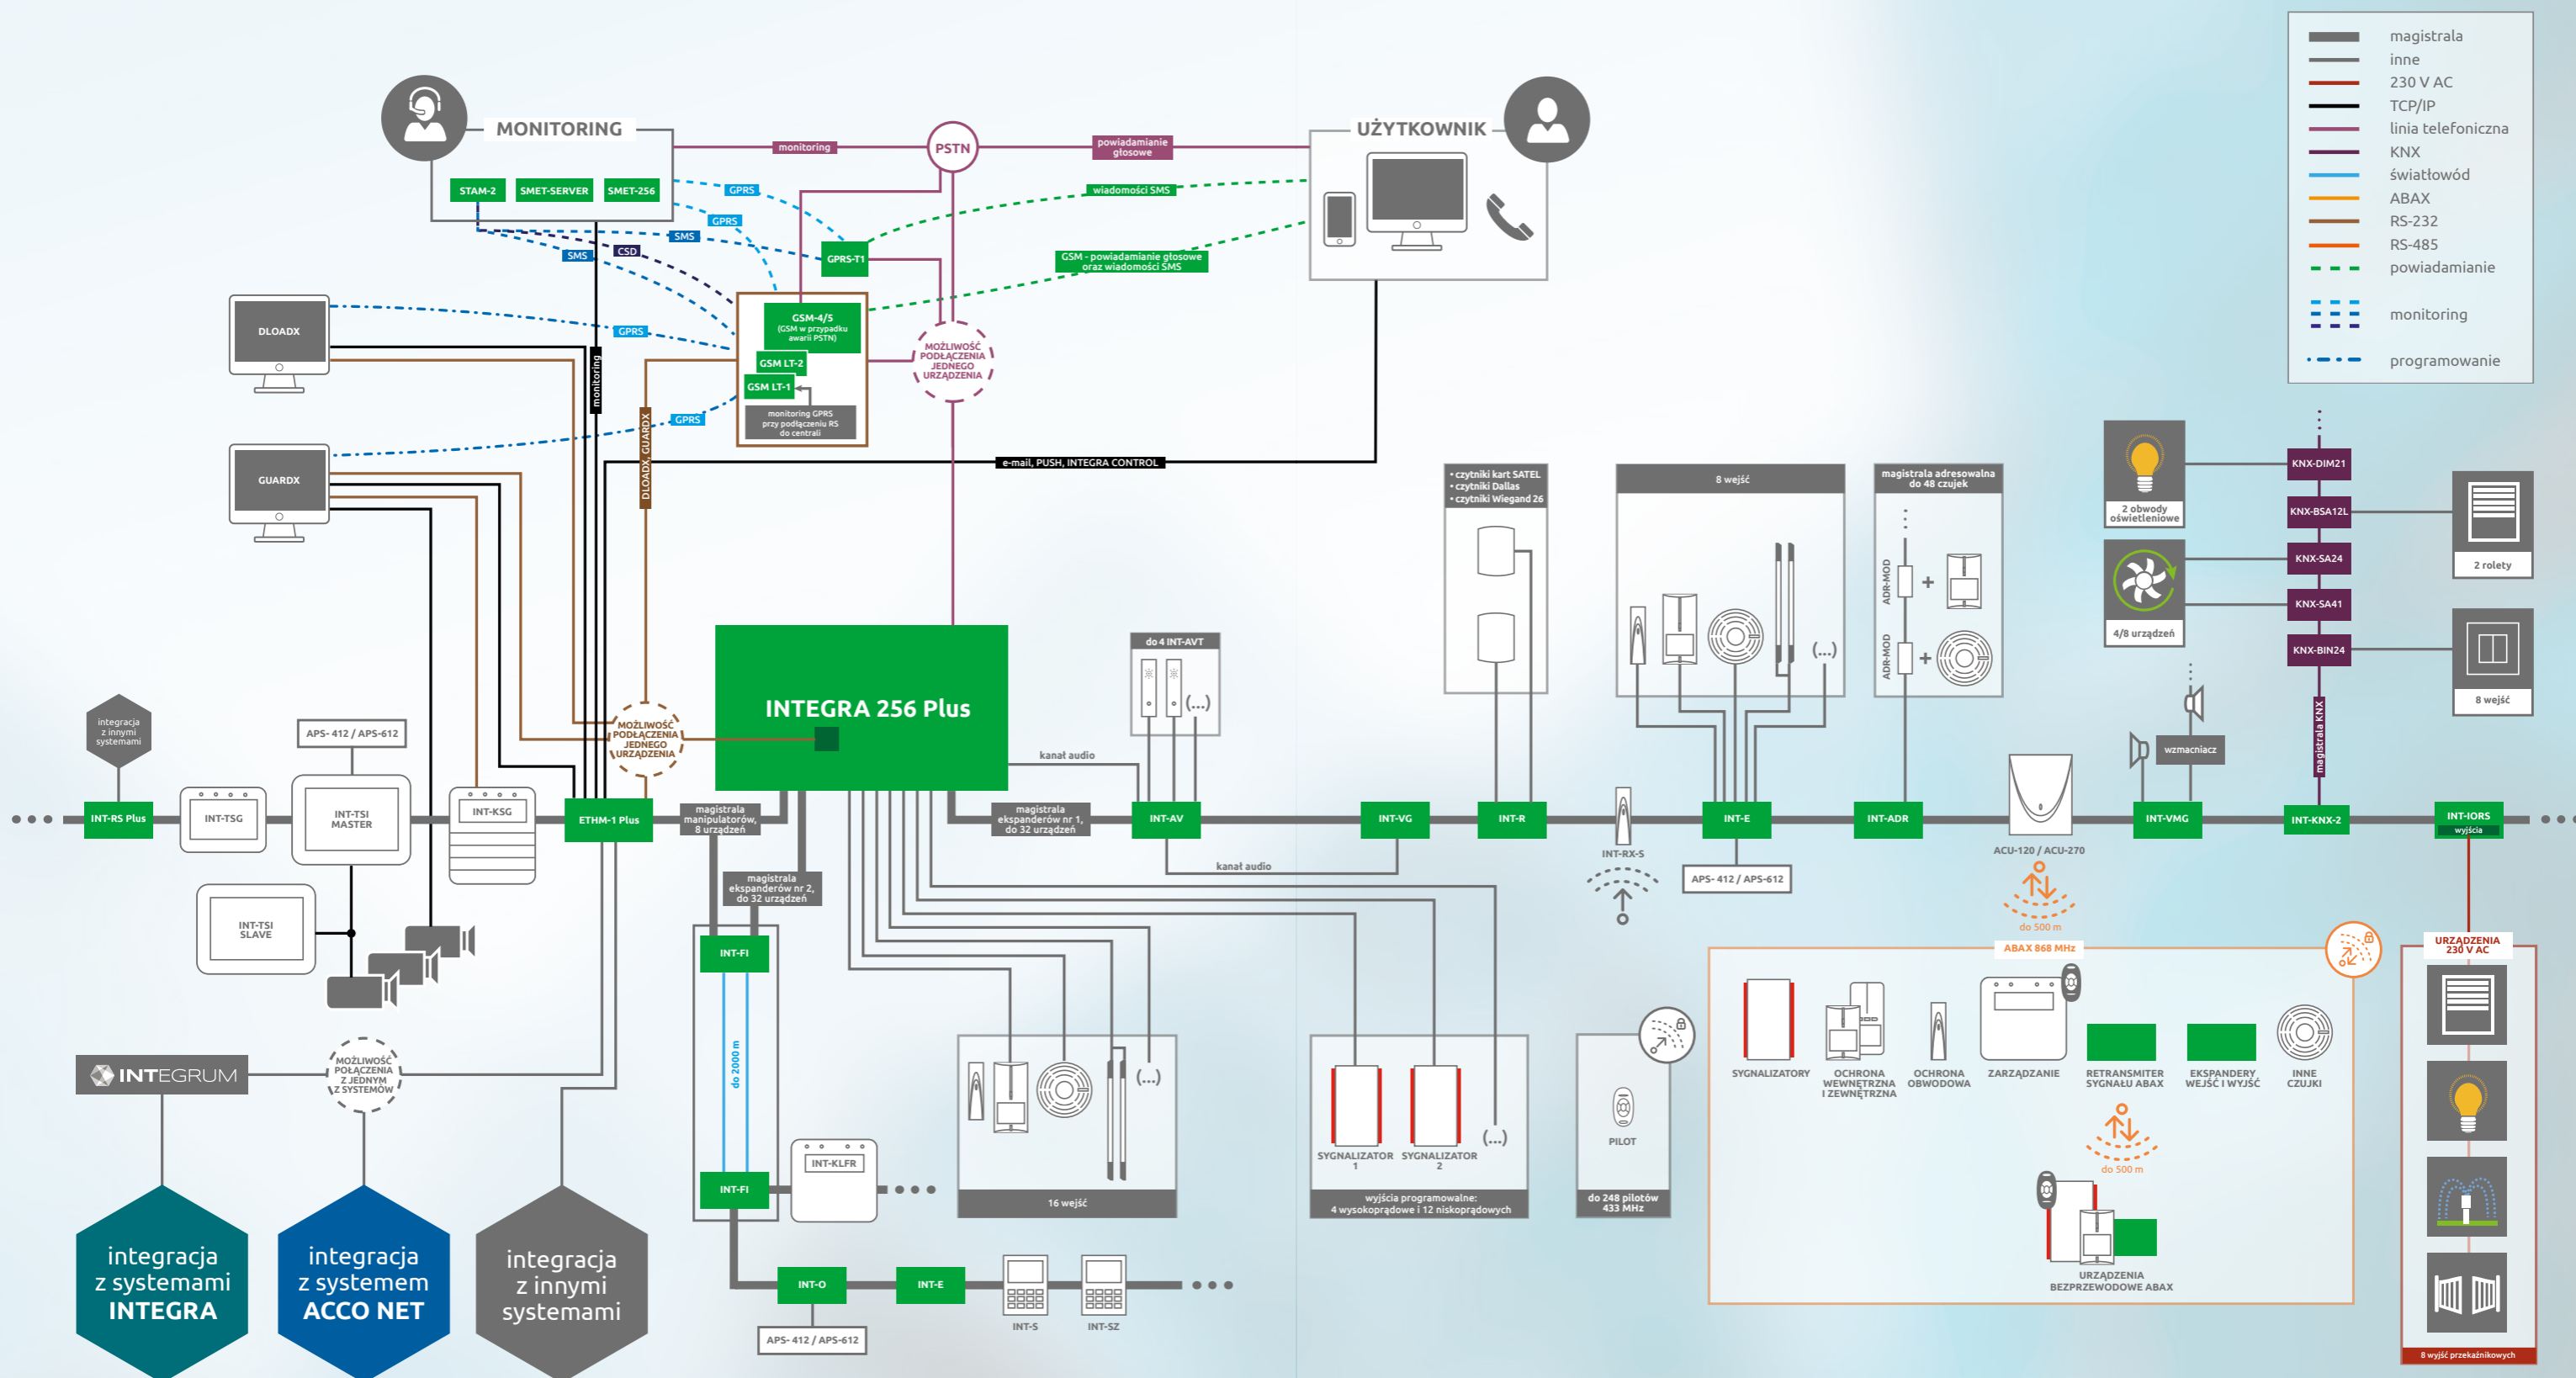 magistrala
inne
230 V AC
TCP/IP
linia telefoniczna
KNX
światłowód
ABAX
RS-232
RS-485
powiadamianie
monitoring
programowanie
MONITORING
STAM-2
SMET-SERVER
SMET-256
monitoring
PSTN
powiadamianie
głosowe
UŻYTKOWNIK
GPRS
GPRS
SMS
CSD
SMS
wiadomości SMS
GPRS-T1
GSM - powiadamianie głosowe
oraz wiadomości SMS
DLOADX
GPRS
GSM-4/5
(GSM w przypadku
awarii PSTN)
GSM LT-2
GSM LT-1
monitoring GPRS
przy podłączeniu RS
do centrali
MOŻLIWOŚĆ
PODŁĄCZENIA
JEDNEGO
URZĄDZENIA
monitoring
GPRS
DLOADX, GUARDX
GUARDX
e-mail, PUSH, INTEGRA CONTROL
• czytniki kart SATEL
• czytniki Dallas
• czytniki Wiegand 26
8 wejść
magistrala adresowalna
do 48 czujek
ADR-MOD
+
ADR-MOD
+
(...)
2 obwody
oświetleniowe
4/8 urządzeń
KNX-DIM21
KNX-BSA12L
KNX-SA24
KNX-SA41
KNX-BIN24
magistrala KNX
2 rolety
8 wejść
integracja
z innymi
systemami
APS- 412 / APS-612
INT-RS Plus
INT-TSG
INT-TSI
MASTER
INT-KSG
ETHM-1 Plus
MOŻLIWOŚĆ
PODŁĄCZENIA
JEDNEGO
URZĄDZENIA
INTEGRA 256 Plus
magistrala
manipulatorów,
8 urządzeń
magistrala
ekspanderów nr 2,
do 32 urządzeń
magistrala
ekspanderów nr 1,
do 32 urządzeń
kanał audio
do 4 INT-AVT
(...)
INT-AV
kanał audio
INT-VG
INT-R
INT-RX-S
INT-E
APS- 412 / APS-612
INT-ADR
ACU-120 / ACU-270
do 500 m
wzmacniacz
INT-VMG
INT-KNX-2
INT-IORS
wyjścia
INT-TSI
SLAVE
INTEGRUM
MOŻLIWOŚĆ
POŁĄCZENIA
Z JEDNYM
Z SYSTEMÓW
integracja
z systemami
INTEGRA
integracja
z systemem
ACCO NET
integracja
z innymi
systemami
INT-FI
do 2000 m
INT-FI
INT-KLFR
INT-O
INT-E
INT-S
INT-SZ
APS- 412 / APS-612
(...)
16 wejść
SYGNALIZATOR
1
SYGNALIZATOR
2
(...)
wyjścia programowalne:
4 wysokoprądowe i 12 niskoprądowych
PILOT
do 248 pilotów
433 MHz
ABAX 868 MHz
SYGNALIZATORY
OCHRONA
WEWNĘTRZNA
I ZEWNĘTRZNA
OCHRONA
OBWODOWA
ZARZĄDZANIE
RETRANSMITER
SYGNAŁU ABAX
EKSPANDERY
WEJŚĆ I WYJŚĆ
INNE
CZUJKI
do 500 m
URZĄDZENIA
BEZPRZEWODOWE ABAX
URZĄDZENIA
230 V AC
8 wyjść przekaźnikowych